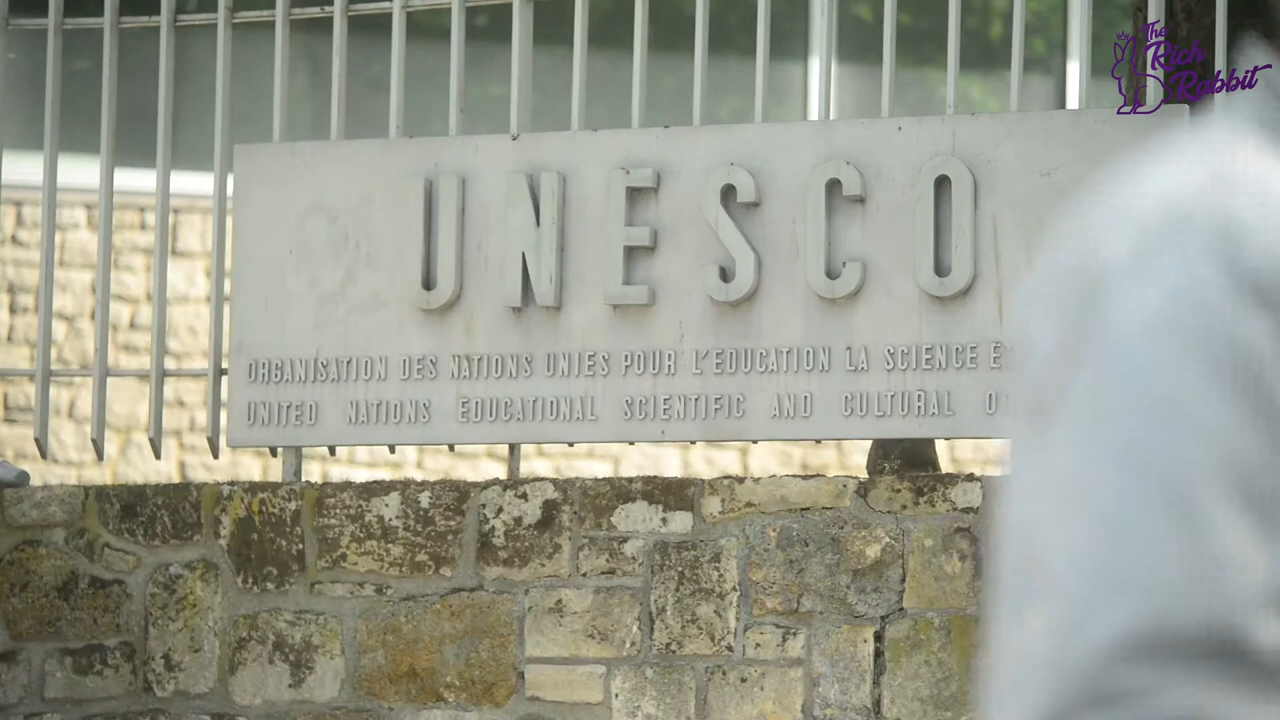 The
Rich
Rabbit
UNESCO
ORGANISATION DES NATIONS UNIES POUR L'EDUCATION LA SCIENCE
UNITED NATIONS EDUCATIONAL SCIENTIFIC AND CULTURAL